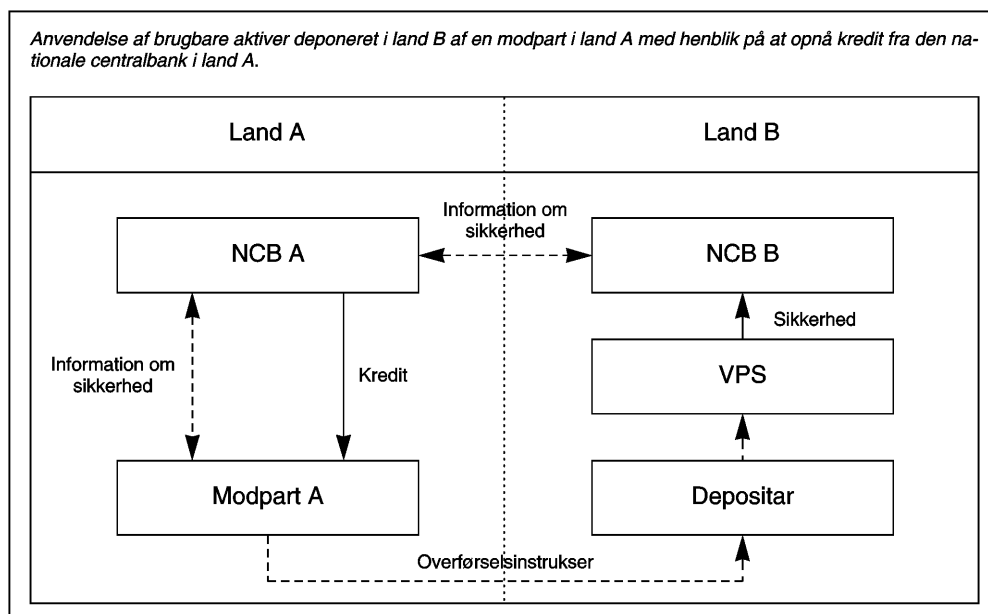 Anvendelse af brugbare aktiver deponeret i land B af en modpart i land A med henblik på at opnå kredit fra den na-
tionale centralbank i land A.
Land A
Land B
Information om
sikkerhed
NCB A
NCB B
Sikkerhed
VPS
Information om
sikkerhed
Kredit
Modpart A
Depositar
Overførselsinstrukser